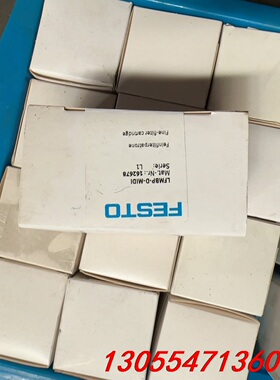 FESTO
LFMBP-D-MIDI
Mat.-Nr.: 162678
Serie: L1
Feinfilterpatrone
Fine-filter cartridge
13055471360